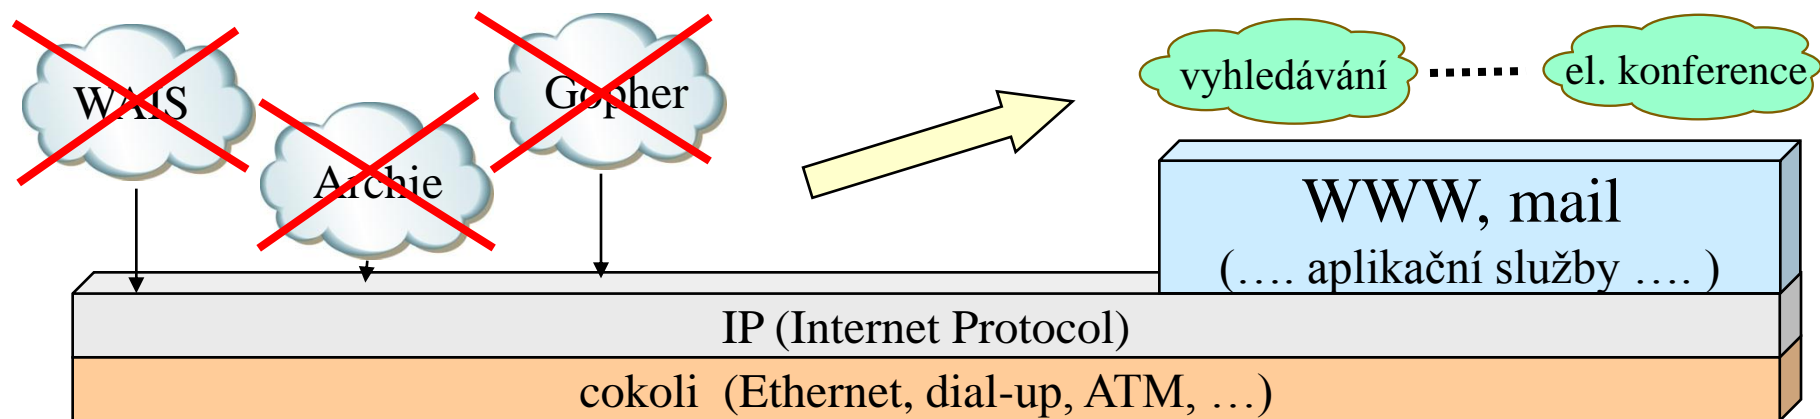 WAIS
Archie
Gopher
vyhledávání
el. konference
WWW, mail
(…. aplikační služby …. )
IP (Internet Protocol)
cokoli (Ethernet, dial-up, ATM, …)